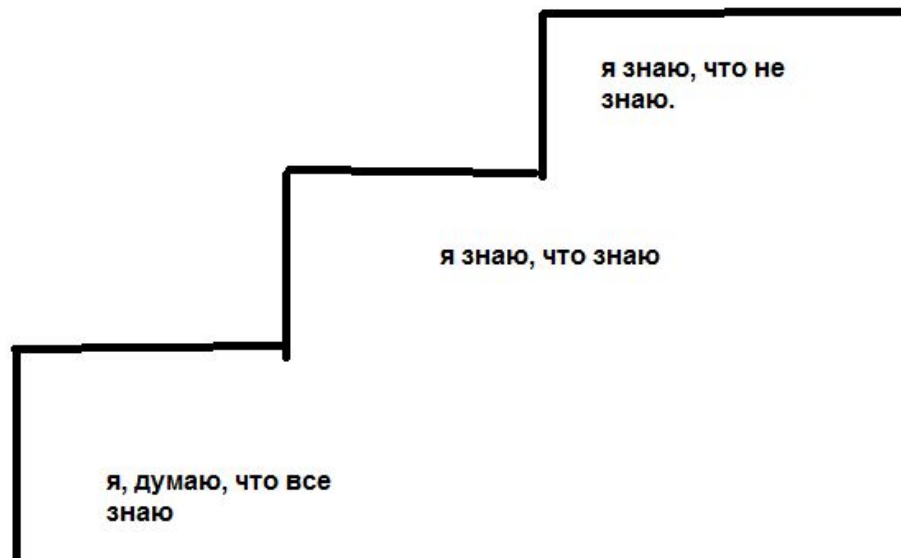 я знаю, что не
знаю.
я знаю, что знаю
я, думаю, что все
знаю